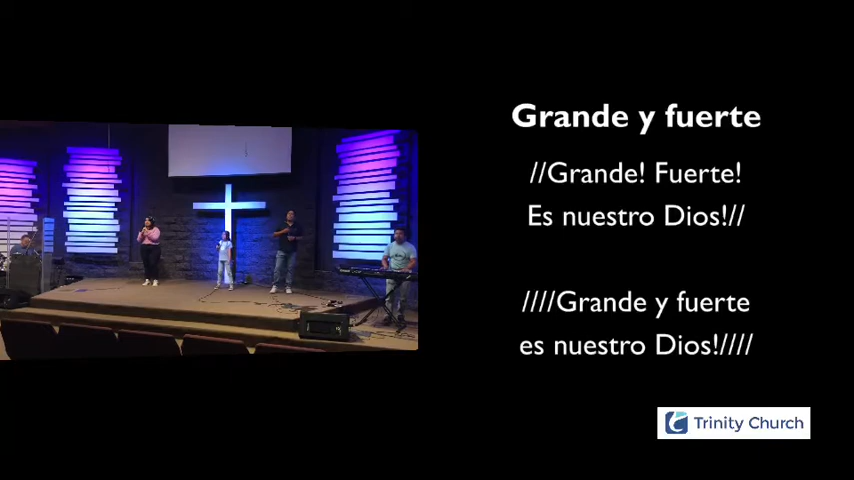 Grande y fuerte
//Grande! Fuerte!
Es nuestro Dios!//
////Grande y fuerte
es nuestro Dios!////
Trinity Church